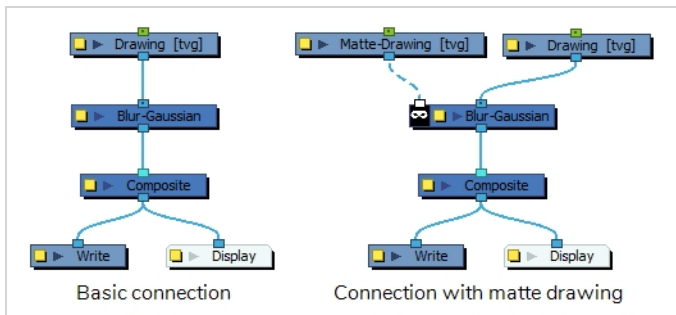 Drawing [tvg]
Blur-Gaussian
Composite
Write
Display
Basic connection
Matte-Drawing [tvg]
Drawing [tvg]
Blur-Gaussian
Composite
Write
Display
Connection with matte drawing